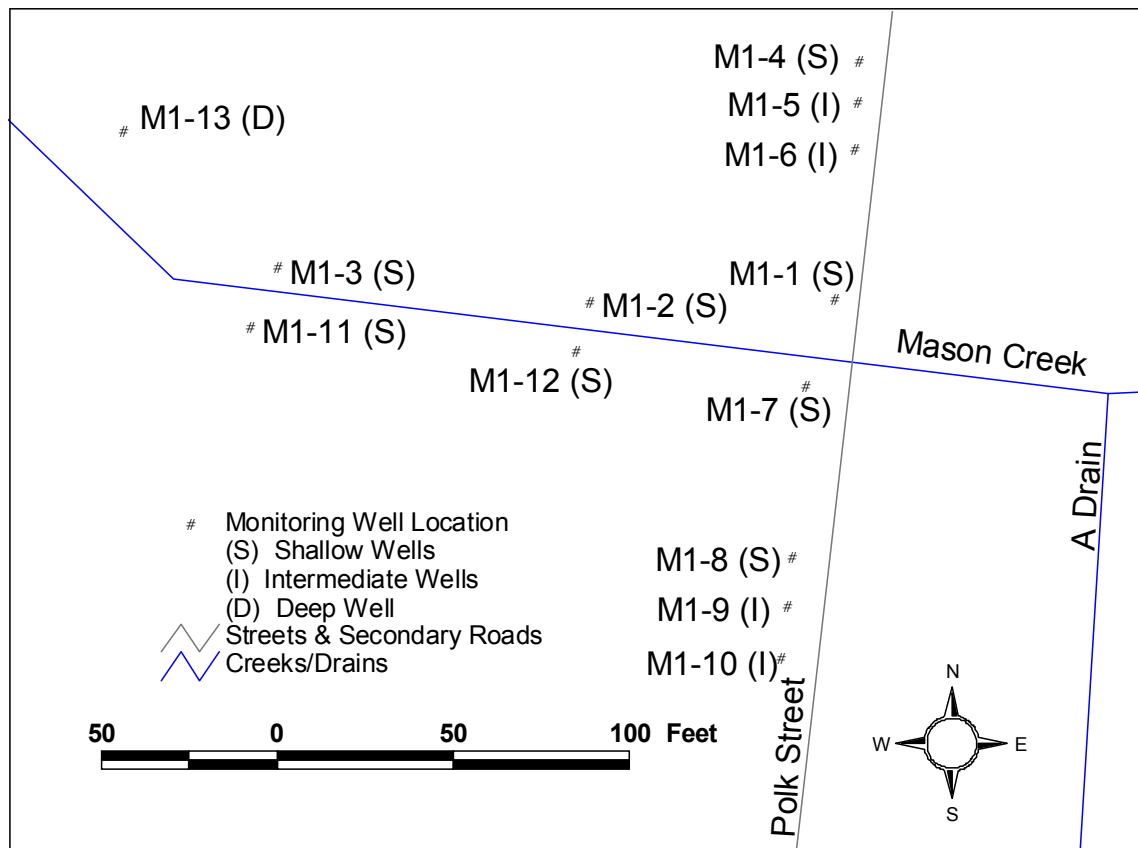 M1-4 (S) #
M1-5 (I) #
M1-13 (D)
#
M1-6 (I) #
# M1-3 (S)
M1-1 (S)
#
# M1-2 (S)
# M1-11 (S)
Mason Creek
#
M1-12 (S)
#
M1-7 (S)
A Drain
# Monitoring Well Location
(S) Shallow Wells
(I) Intermediate Wells
(D) Deep Well
Streets & Secondary Roads
Creeks/Drains
M1-8 (S) #
M1-9 (I) #
M1-10 (I) #
Polk Street
50 0 50 100 Feet
N
W E
S